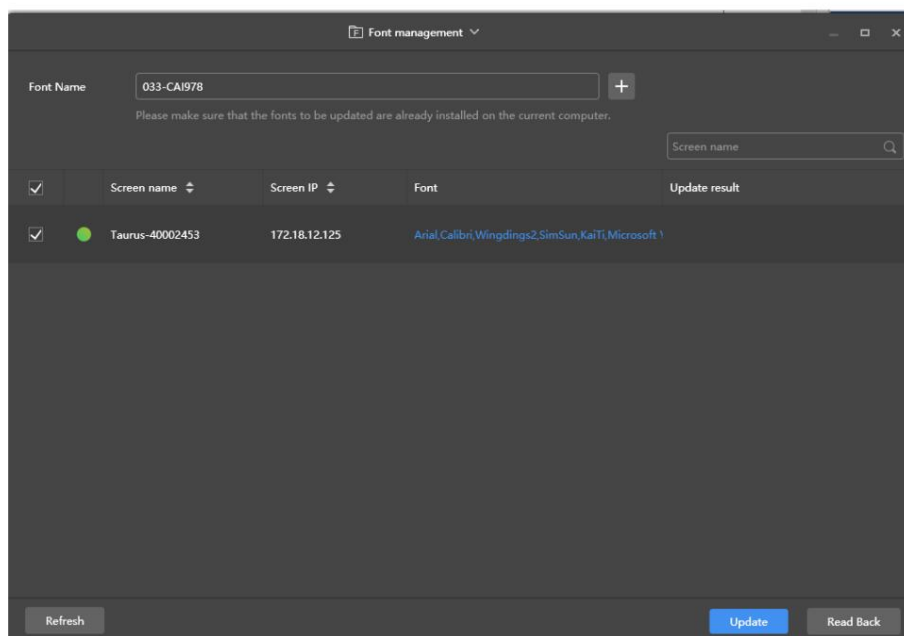 Font management
Font Name
033-CAI978
Please make sure that the fonts to be updated are already installed on the current computer.
Screen name
Screen name Screen IP Font Update result
Taurus-40002453 172.18.12.125 Arial,Calibri,Wingdings2,SimSun,KaiTi,Microsoft
Refresh Update Read Back